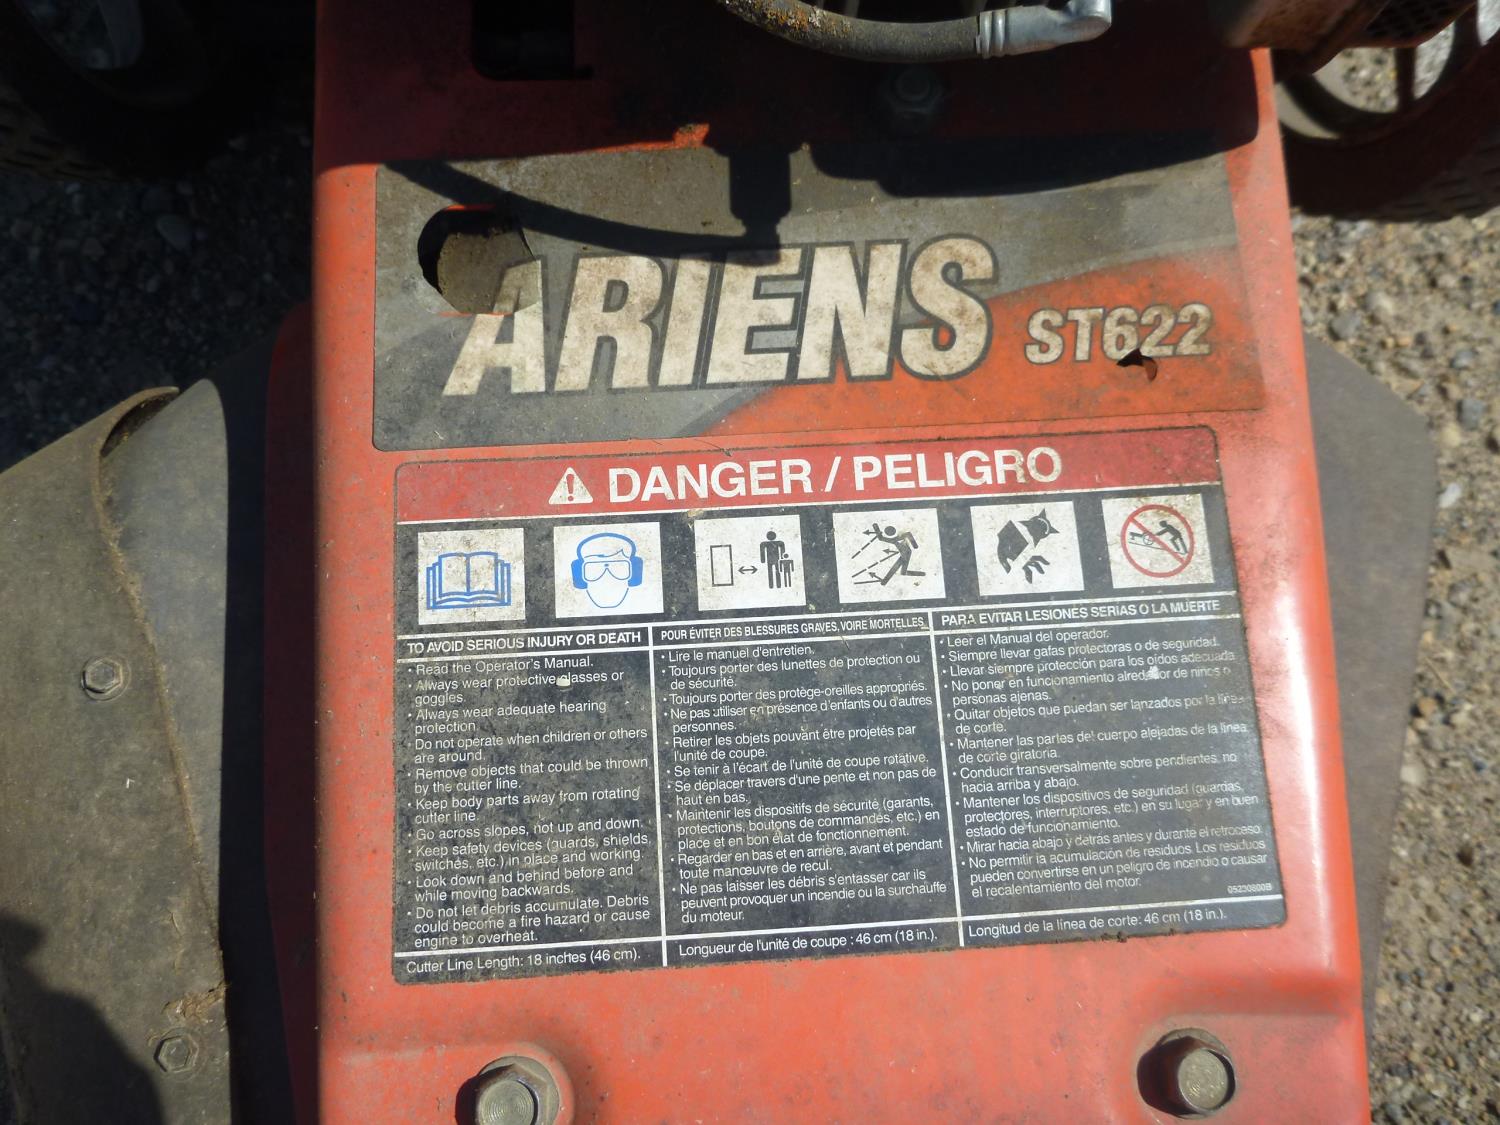 ARIENS ST622
DANGER / PELIGRO
TO AVOID SERIOUS INJURY OR DEATH
• Read the Operator's Manual.
• Always wear protective glasses or
goggles.
• Always wear adequate hearing
protection.
• Do not operate when children or others
are around.
• Remove objects that could be thrown
by the cutter line.
• Keep body parts away from rotating
cutter line.
• Go across slopes, not up and down.
• Keep safety devices (guards, shields,
switches, etc.) in place and working.
• Look down and behind before and
while moving backwards.
• Do not let debris accumulate. Debris
could become a fire hazard or cause
engine to overheat.
Cutter Line Length: 18 inches (46 cm).
POUR ÉVITER DES BLESSURES GRAVES, VOIRE MORTELLES
• Lire le manuel d'entretien.
• Toujours porter des lunettes de protection ou
de sécurité.
• Toujours porter des protège-oreilles appropriés.
• Ne pas utiliser en présence d'enfants ou d'autres
personnes.
• Retirer les objets pouvant être projetés par
l'unité de coupe.
• Se tenir à l'écart de l'unité de coupe rotative.
• Se déplacer travers d'une pente et non pas de
haut en bas.
• Maintenir les dispositifs de sécurité (garants,
protections, boutons de commandes, etc.) en
place et en bon état de fonctionnement.
• Regarder en bas et en arrière, avant et pendant
toute manœuvre de recul.
• Ne pas laisser les débris s'entasser car ils
peuvent provoquer un incendie ou la surchauffe
du moteur.
Longueur de l'unité de coupe : 46 cm (18 in.).
PARA EVITAR LESIONES SERIAS O LA MUERTE
• Leer el Manual del operador.
• Siempre llevar gafas protectoras o de seguridad.
• Llevar siempre protección para los oídos adecuada
• No poner en funcionamiento alrededor de niños o
personas ajenas.
• Quitar objetos que puedan ser lanzados por la línea
de corte.
• Mantener las partes del cuerpo alejadas de la línea
de corte giratoria.
• Conducir transversalmente sobre pendientes, no
hacia arriba y abajo.
• Mantener los dispositivos de seguridad (guardas,
protectores, interruptores, etc.) en su lugar y en buen
estado de funcionamiento.
• Mirar hacia abajo y detrás antes y durante el retroceso.
• No permitir la acumulación de residuos. Los residuos
pueden convertirse en un peligro de incendio o causar
el recalentamiento del motor.
05230800B
Longitud de la línea de corte: 46 cm (18 in.).